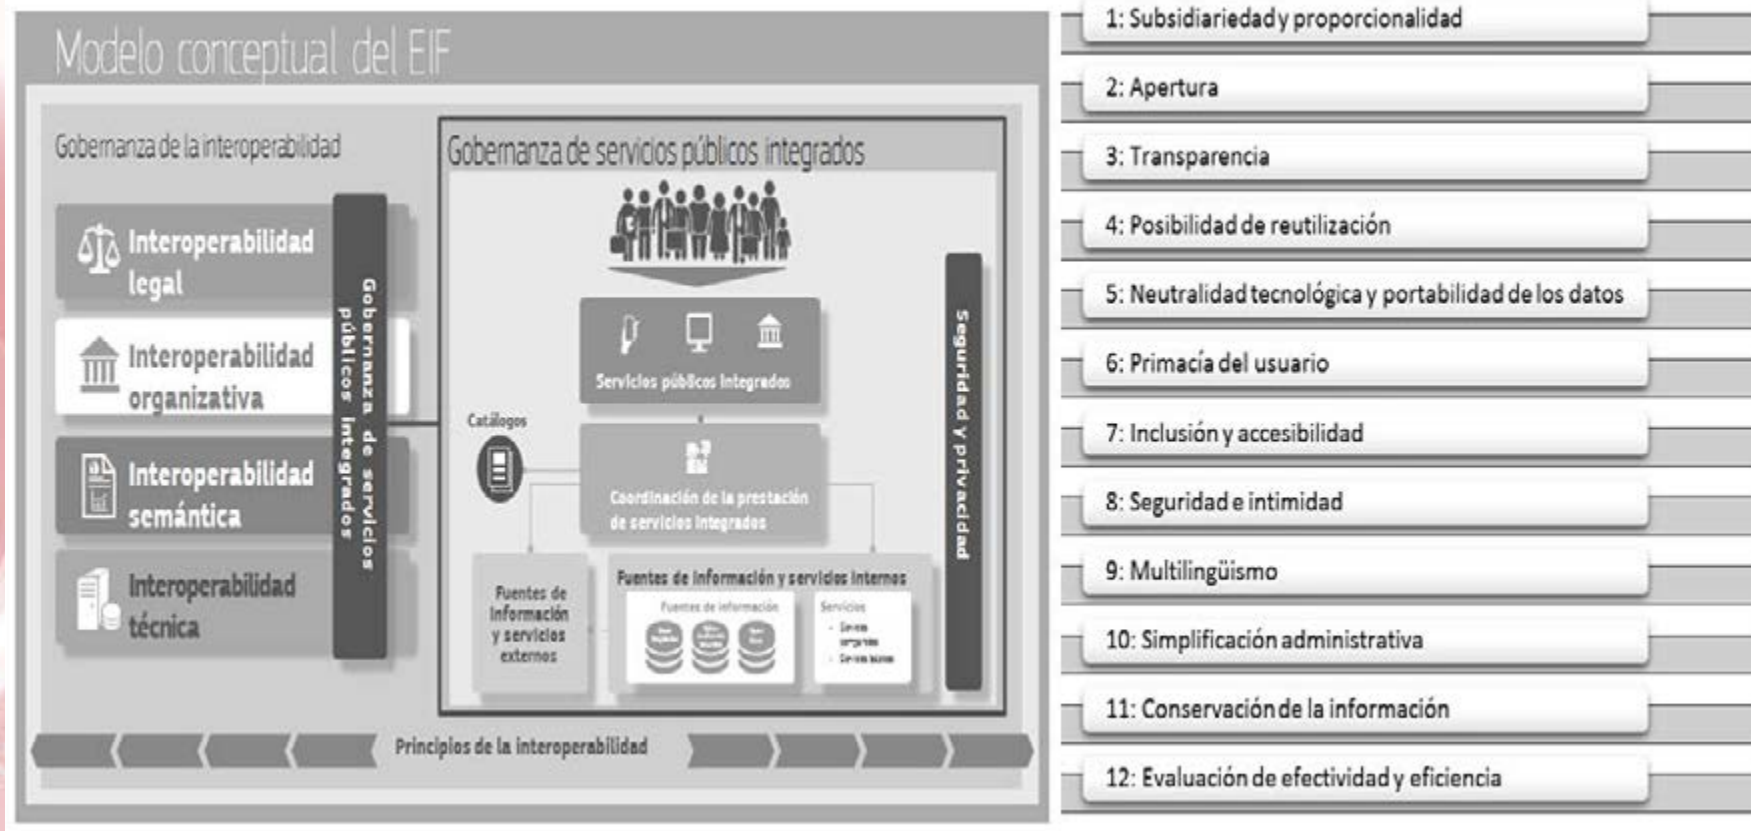 Modelo conceptual del EIF
Gobernanza de la interoperabilidad
Interoperabilidad
legal
Interoperabilidad
organizativa
Interoperabilidad
semántica
Interoperabilidad
técnica
Gobernanza de servicios
públicos integrados
Gobernanza de servicios públicos integrados
Servicios públicos integrados
Catálogos
Coordinación de la prestación
de servicios integrados
Fuentes de
Información
y servicios
externos
Fuentes de información y servicios internos
Fuentes de información
Servicios
Seguridad y privacidad
Principios de la interoperabilidad
1: Subsidiariedad y proporcionalidad
2: Apertura
3: Transparencia
4: Posibilidad de reutilización
5: Neutralidad tecnológica y portabilidad de los datos
6: Primacía del usuario
7: Inclusión y accesibilidad
8: Seguridad e intimidad
9: Multilingüismo
10: Simplificación administrativa
11: Conservación de la información
12: Evaluación de efectividad y eficiencia